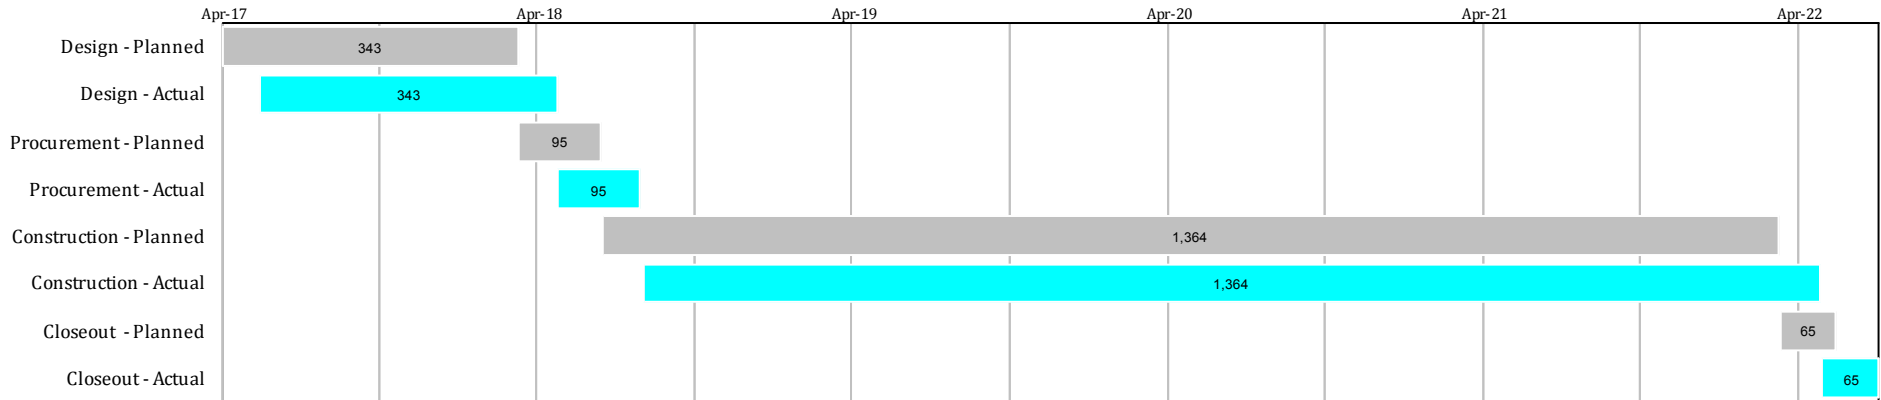 Apr-17 Apr-18 Apr-19 Apr-20 Apr-21 Apr-22
Design - Planned 343
Design - Actual 343
Procurement - Planned 95
Procurement - Actual 95
Construction - Planned 1,364
Construction - Actual 1,364
Closeout - Planned 65
Closeout - Actual 65